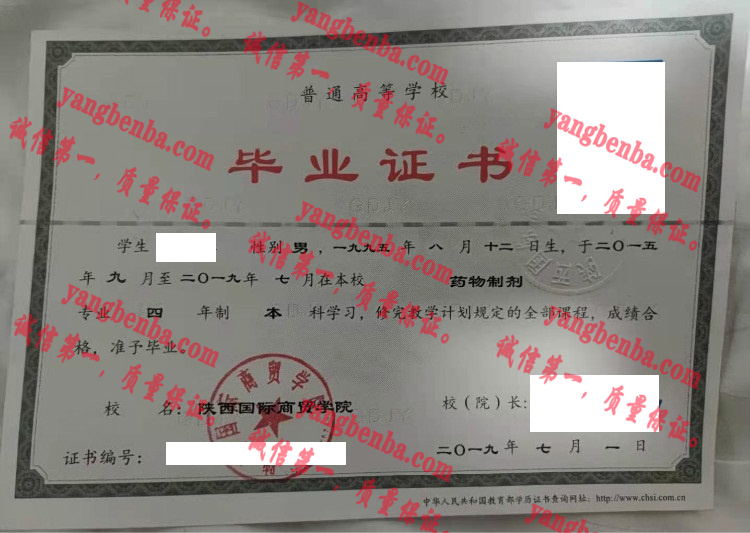 普通高等学校
毕业证书
学生 性别 男,一九九五 年 八 月 十二 日生,于二〇一五
年 九 月至 二〇一九年 七 月在本校 药物制剂
专业 四 年制 本 科学习,修完教学计划规定的全部课程,成绩合
格,准予毕业。
校 名:陕西国际商贸学院
校(院)长:
证书编号:
二〇一九 年 七 月 一 日
中华人民共和国教育部学历证书查询网址:http://www.chsi.com.cn
yangbenba.com
诚信第一,质量保证。